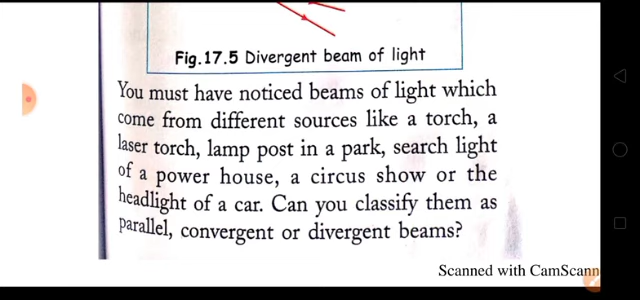 Fig.17.5 Divergent beam of light
You must have noticed beams of light which
come from different sources like a torch, a
laser torch, lamp post in a park, search light
of a power house, a circus show or the
headlight of a car. Can you classify them as
parallel, convergent or divergent beams?
Scanned with CamScann